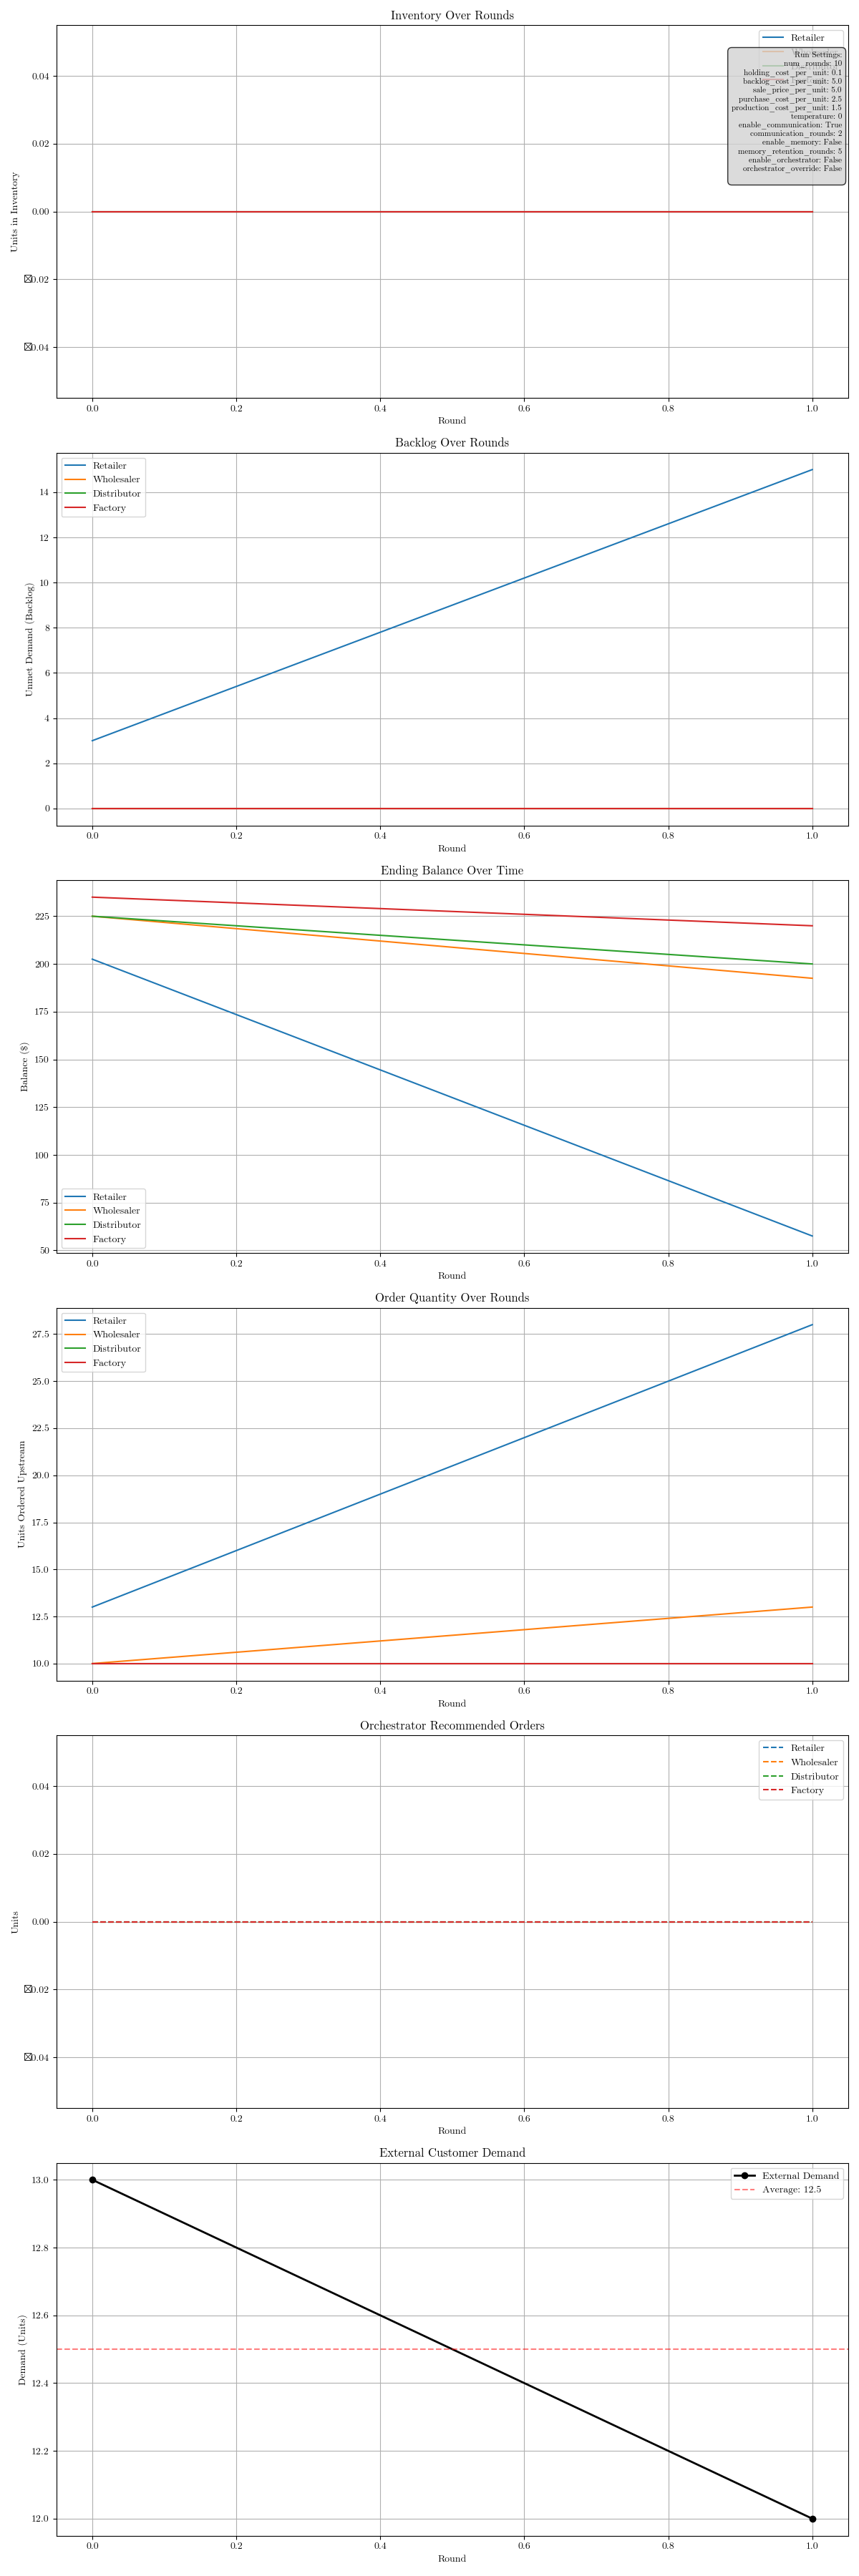 Inventory Over Rounds
Retailer
Run Settings:
num_rounds: 10
holding_cost_per_unit: 0.1
backlog_cost_per_unit: 5.0
sale_price_per_unit: 5.0
purchase_cost_per_unit: 2.5
production_cost_per_unit: 1.5
temperature: 0
enable_communication: True
communication_rounds: 2
enable_memory: False
memory_retention_rounds: 5
enable_orchestrator: False
orchestrator_override: False
Units in Inventory
0.04
0.02
0.00
0.02
0.04
0.0 0.2 0.4 0.6 0.8 1.0
Round
Backlog Over Rounds
Retailer
Wholesaler
Distributor
Factory
Unmet Demand (Backlog)
14
12
10
8
6
4
2
0
0.0 0.2 0.4 0.6 0.8 1.0
Round
Ending Balance Over Time
Balance ($)
225
200
175
150
125
100
75
50
Retailer
Wholesaler
Distributor
Factory
0.0 0.2 0.4 0.6 0.8 1.0
Round
Order Quantity Over Rounds
Retailer
Wholesaler
Distributor
Factory
Units Ordered Upstream
27.5
25.0
22.5
20.0
17.5
15.0
12.5
10.0
0.0 0.2 0.4 0.6 0.8 1.0
Round
Orchestrator Recommended Orders
Retailer
Wholesaler
Distributor
Factory
Units
0.04
0.02
0.00
0.02
0.04
0.0 0.2 0.4 0.6 0.8 1.0
Round
External Customer Demand
External Demand
Average: 12.5
Demand (Units)
13.0
12.8
12.6
12.4
12.2
12.0
0.0 0.2 0.4 0.6 0.8 1.0
Round